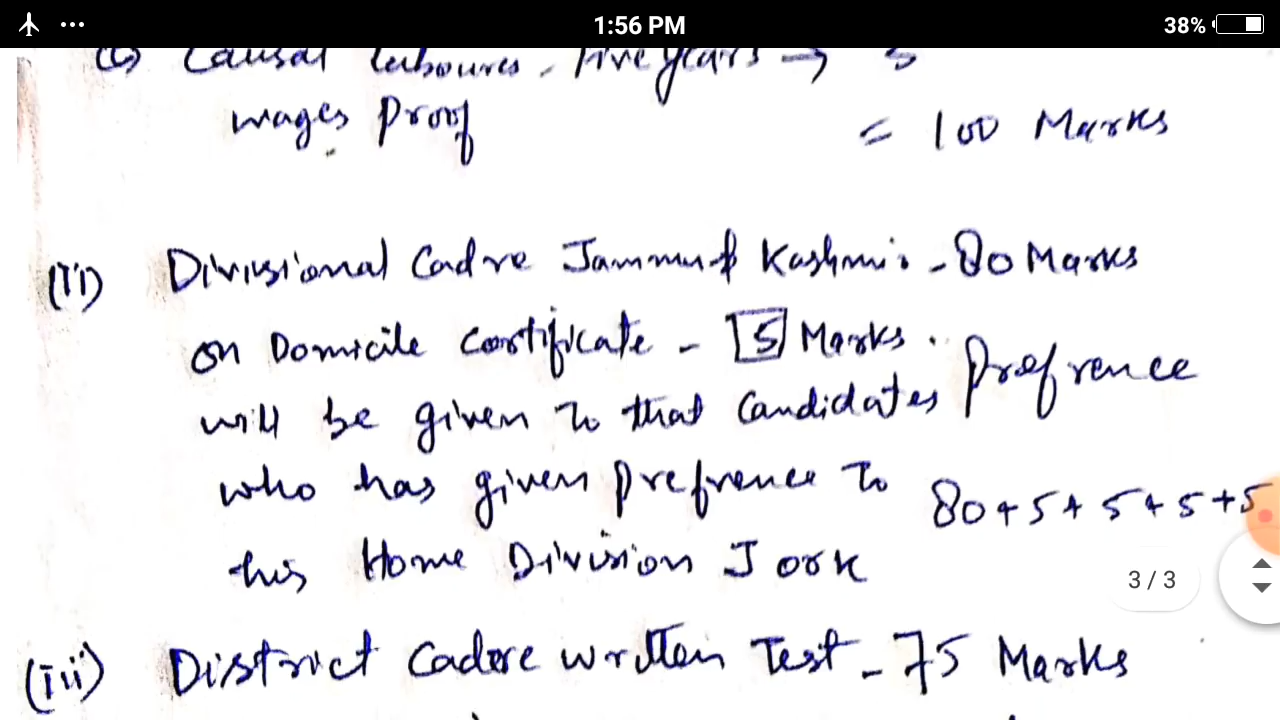 1:56 PM
38%
(c) Causal laboures, Five years → 5
wages proof = 100 Marks
(ii) Divisional Cadre Jammu & Kashmir - 80 Marks
on Domicile certificate - 5 Marks.
Prefrence
will be given to that candidates
who has given prefrence to
80+5+5+5+5
his Home Division J or K
3/3
(iii) District Cadre written Test - 75 Marks